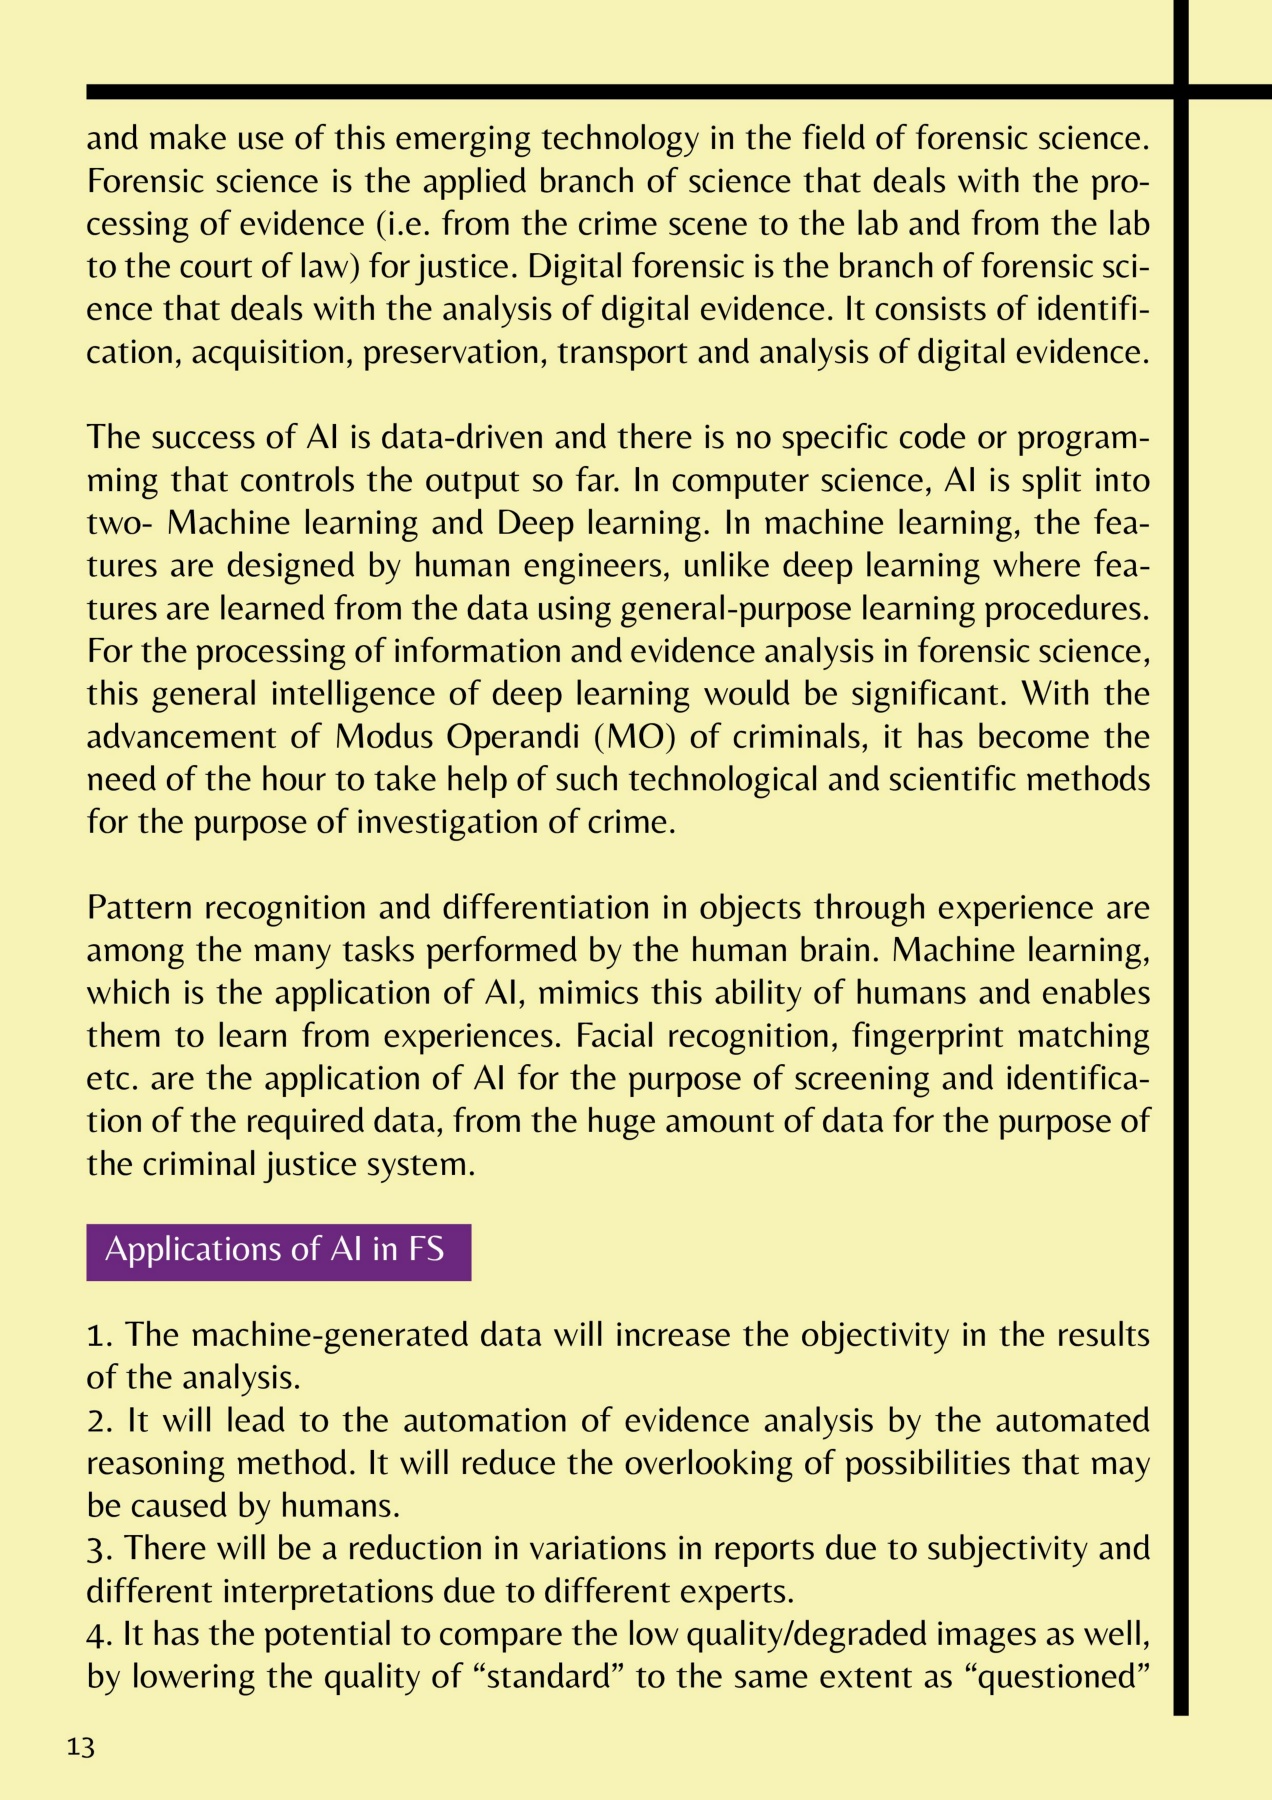 and make use of this emerging technology in the field of forensic science.
Forensic science is the applied branch of science that deals with the pro-
cessing of evidence (i.e. from the crime scene to the lab and from the lab
to the court of law) for justice. Digital forensic is the branch of forensic sci-
ence that deals with the analysis of digital evidence. It consists of identifi-
cation, acquisition, preservation, transport and analysis of digital evidence.
The success of AI is data-driven and there is no specific code or program-
ming that controls the output so far. In computer science, AI is split into
two- Machine learning and Deep learning. In machine learning, the fea-
tures are designed by human engineers, unlike deep learning where fea-
tures are learned from the data using general-purpose learning procedures.
For the processing of information and evidence analysis in forensic science,
this general intelligence of deep learning would be significant. With the
advancement of Modus Operandi (MO) of criminals, it has become the
need of the hour to take help of such technological and scientific methods
for the purpose of investigation of crime.
Pattern recognition and differentiation in objects through experience are
among the many tasks performed by the human brain. Machine learning,
which is the application of AI, mimics this ability of humans and enables
them to learn from experiences. Facial recognition, fingerprint matching
etc. are the application of AI for the purpose of screening and identifica-
tion of the required data, from the huge amount of data for the purpose of
the criminal justice system.
Applications of AI in FS
1. The machine-generated data will increase the objectivity in the results
of the analysis.
2. It will lead to the automation of evidence analysis by the automated
reasoning method. It will reduce the overlooking of possibilities that may
be caused by humans.
3. There will be a reduction in variations in reports due to subjectivity and
different interpretations due to different experts.
4. It has the potential to compare the low quality/degraded images as well,
by lowering the quality of “standard” to the same extent as “questioned”
13